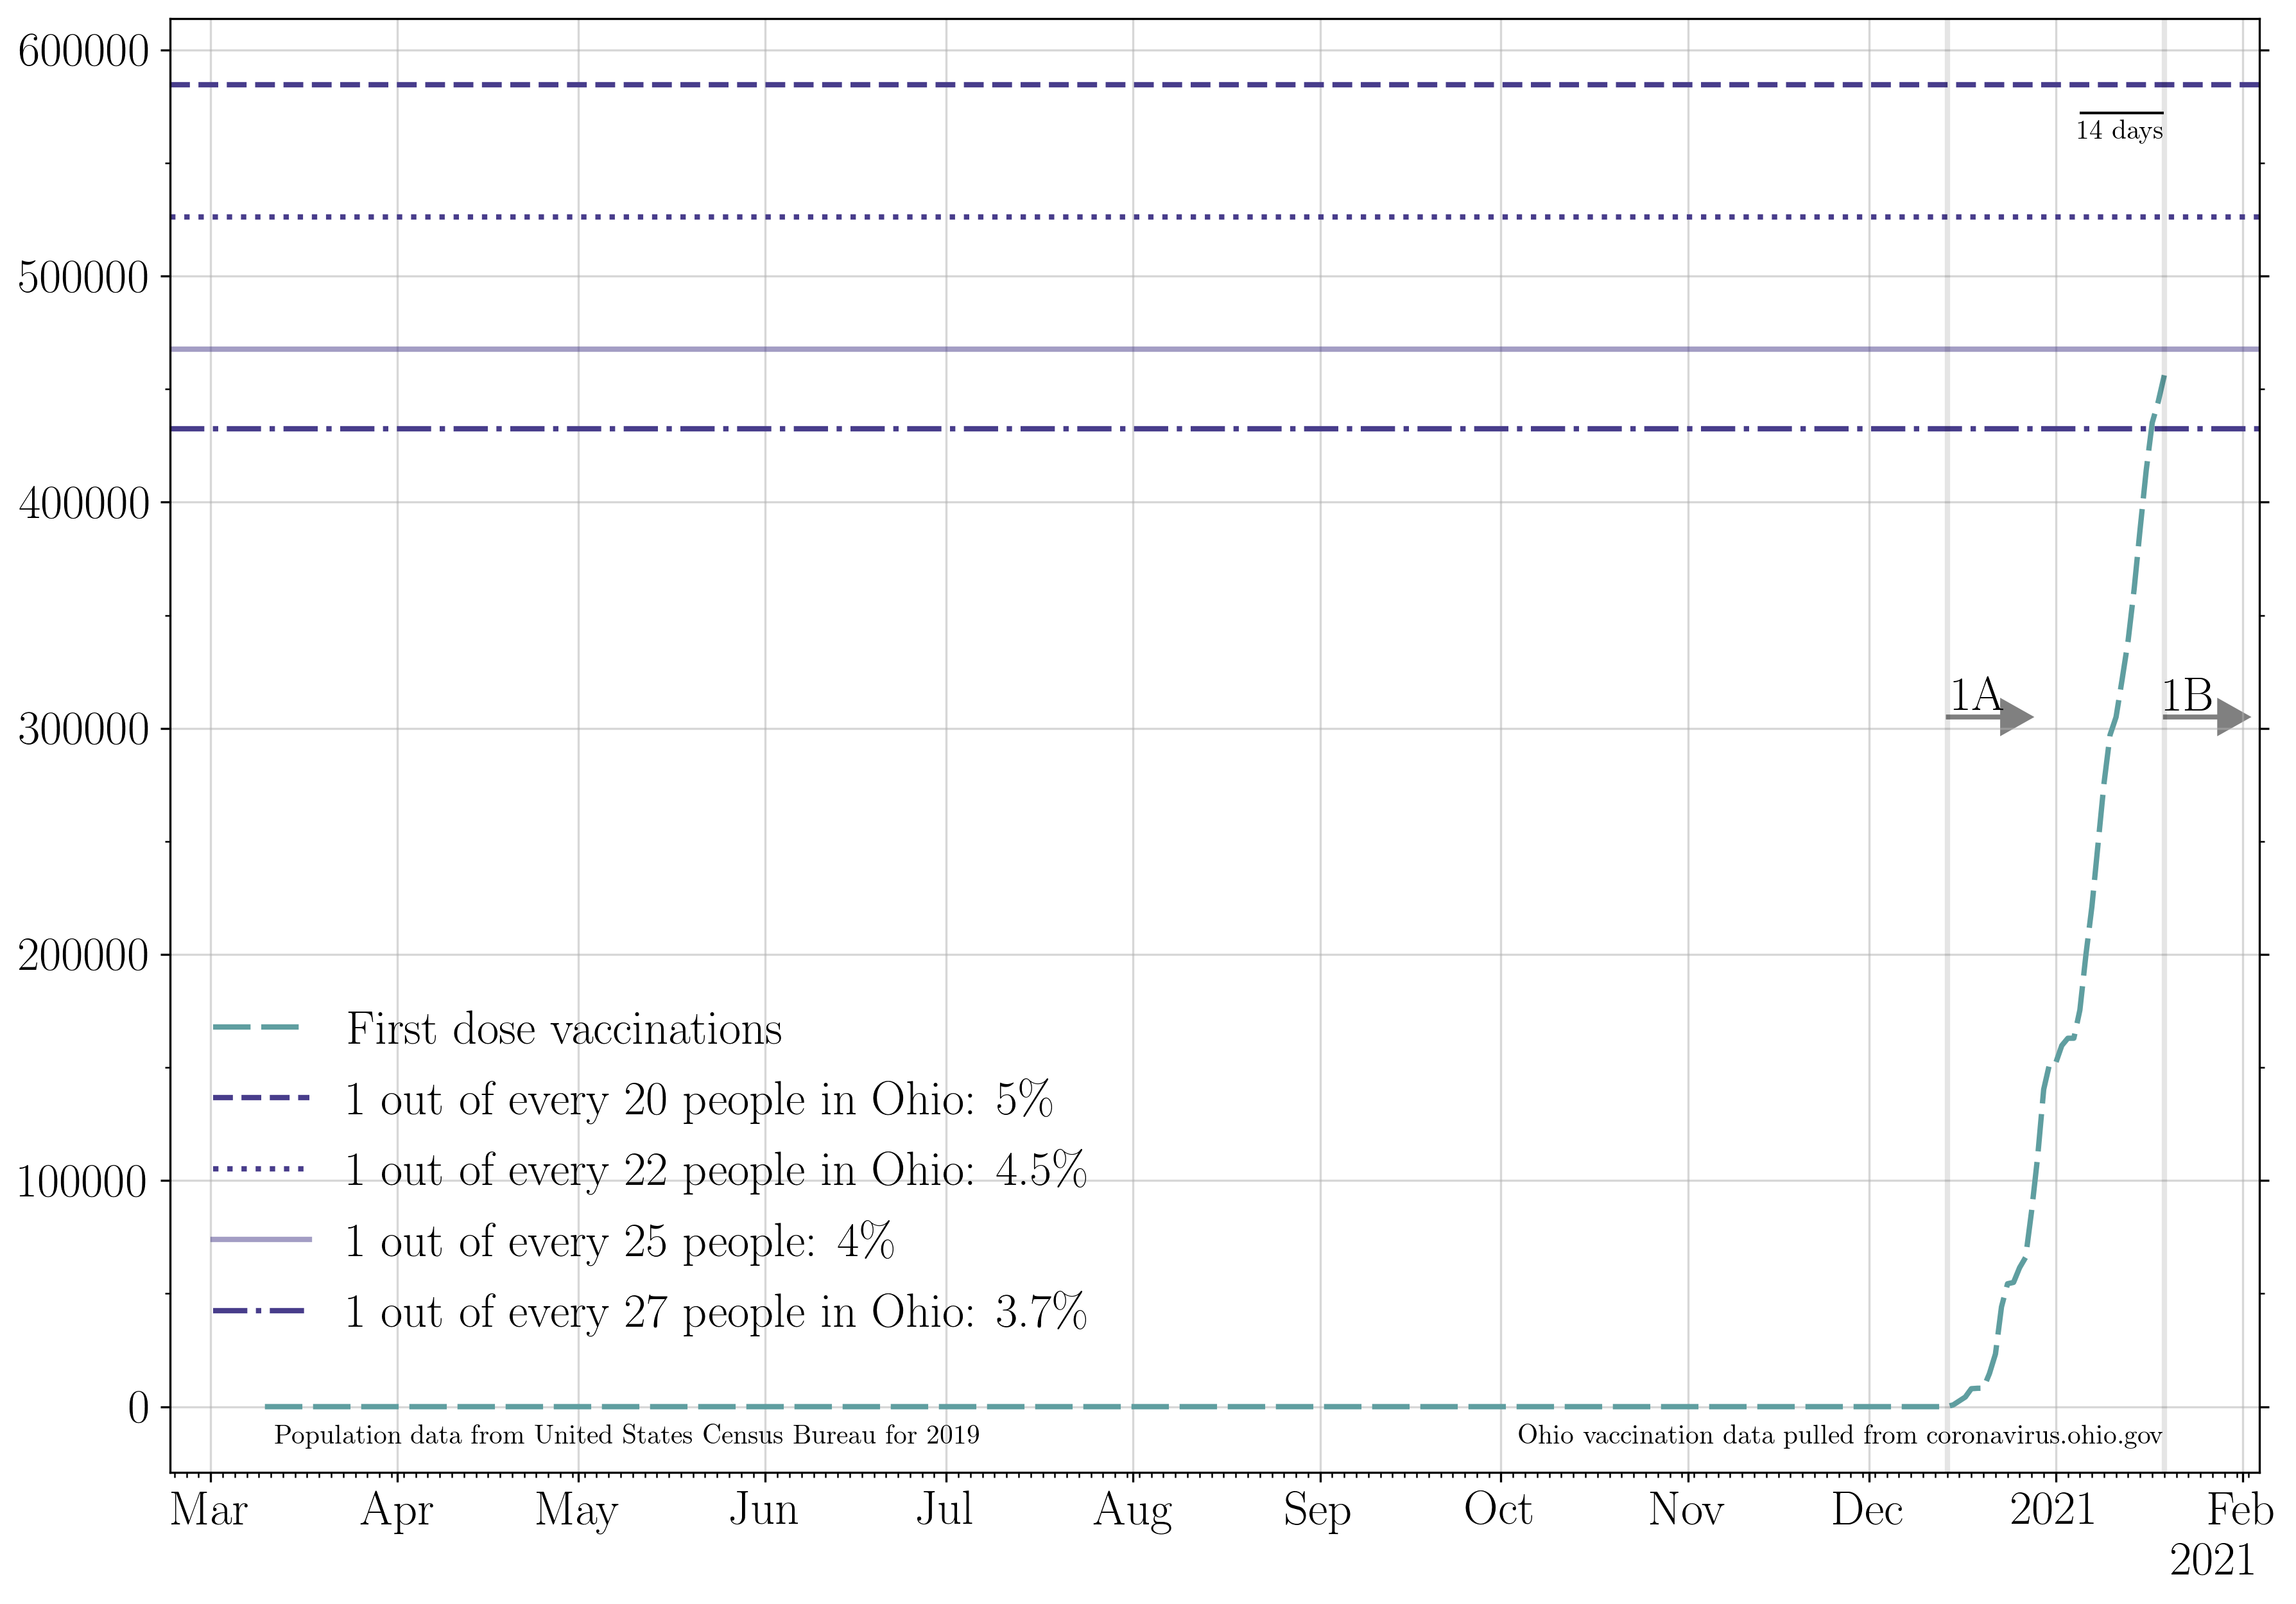 600000
14 days
500000
400000
1A
1B
300000
200000
First dose vaccinations
1 out of every 20 people in Ohio: 5%
1 out of every 22 people in Ohio: 4.5%
100000
1 out of every 25 people: 4%
1 out of every 27 people in Ohio: 3.7%
0
Population data from United States Census Bureau for 2019
Ohio vaccination data pulled from coronavirus.ohio.gov
Mar Apr May Jun Jul Aug Sep Oct Nov Dec 2021 Feb
2021